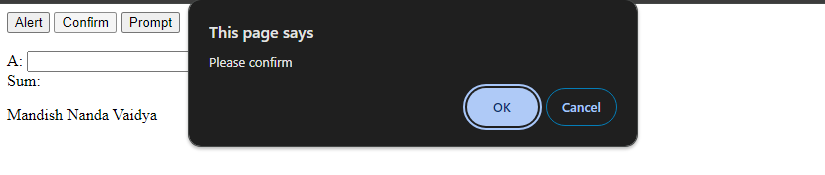 Alert Confirm Prompt
This page says
Please confirm
A:
Sum:
OK Cancel
Mandish Nanda Vaidya